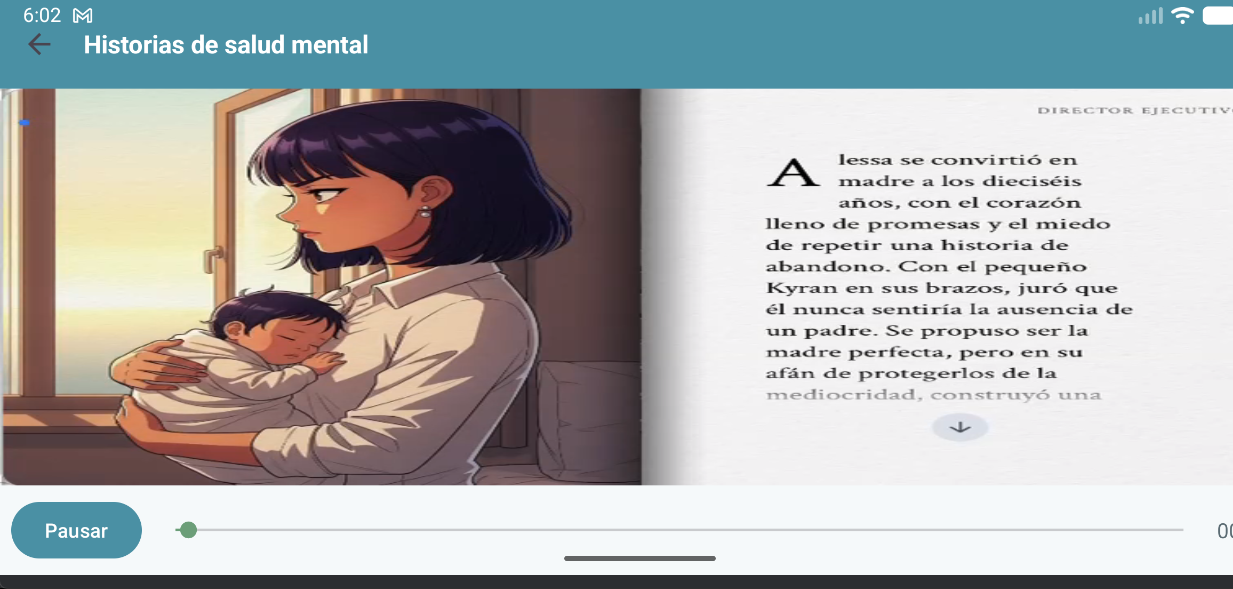 6:02
Historias de salud mental
Alessa se convirtió en
madre a los dieciséis
años, con el corazón
lleno de promesas y el miedo
de repetir una historia de
abandono. Con el pequeño
Kyran en sus brazos, juró que
él nunca sentiría la ausencia de
un padre. Se propuso ser la
madre perfecta, pero en su
afán de protegerlos de la
mediocridad, construyó una
DIRECTOR
Pausar